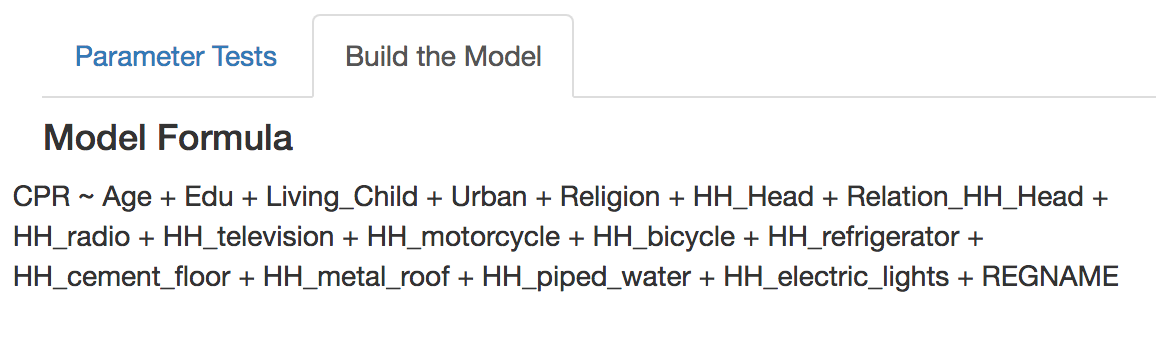 Parameter Tests
Build the Model
Model Formula
CPR ~ Age + Edu + Living_Child + Urban + Religion + HH_Head + Relation_HH_Head +
HH_radio + HH_television + HH_motorcycle + HH_bicycle + HH_refrigerator +
HH_cement_floor + HH_metal_roof + HH_piped_water + HH_electric_lights + REGNAME